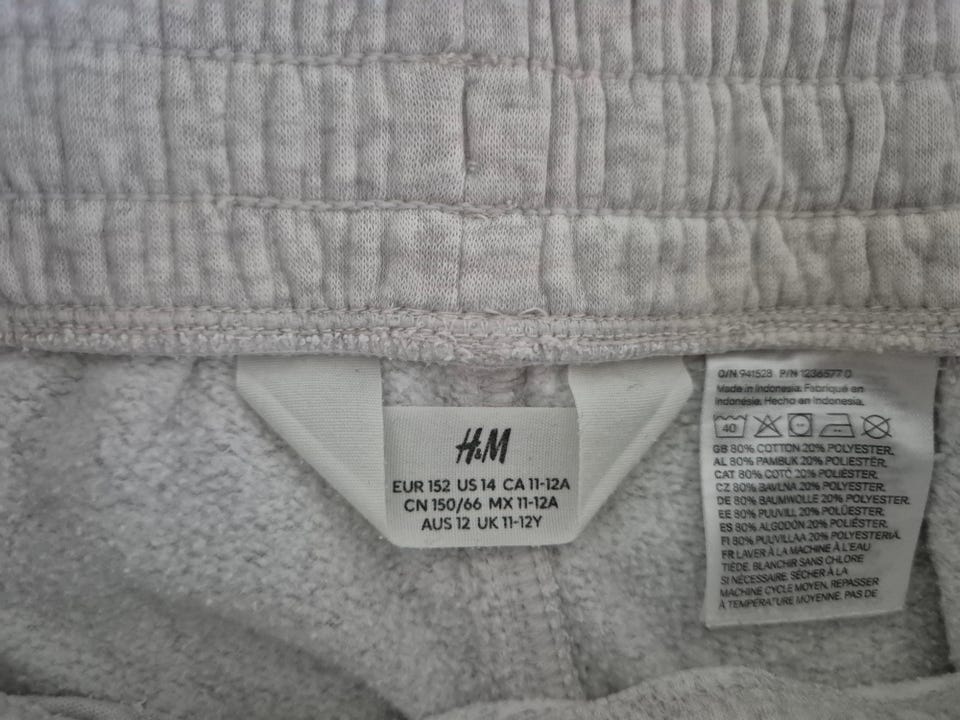 H&M
EUR 152 US 14 CA 11-12A
CN 150/66 MX 11-12A
AUS 12 UK 11-12Y
O/N 941528 P/N 1236577 0
Made in Indonesia. Fabriqué en
Indonésie. Hecho en Indonesia.
40
GB 80% COTTON 20% POLYESTER.
AL 80% PAMBUK 20% POLIESTËR.
CAT 80% COTÓ 20% POLIÈSTER.
CZ 80% BAVLNA 20% POLYESTER.
DE 80% BAUMWOLLE 20% POLYESTER.
EE 80% PUUVILL 20% POLÜESTER.
ES 80% ALGODÓN 20% POLIÉSTER.
FI 80% PUUVILLAA 20% POLYESTERIA.
FR LAVER À LA MACHINE À L'EAU
TIÈDE, BLANCHIR SANS CHLORE
SI NÉCESSAIRE, SÉCHER À LA
MACHINE CYCLE MOYEN, REPASSER
À TEMPÉRATURE MOYENNE, PAS DE